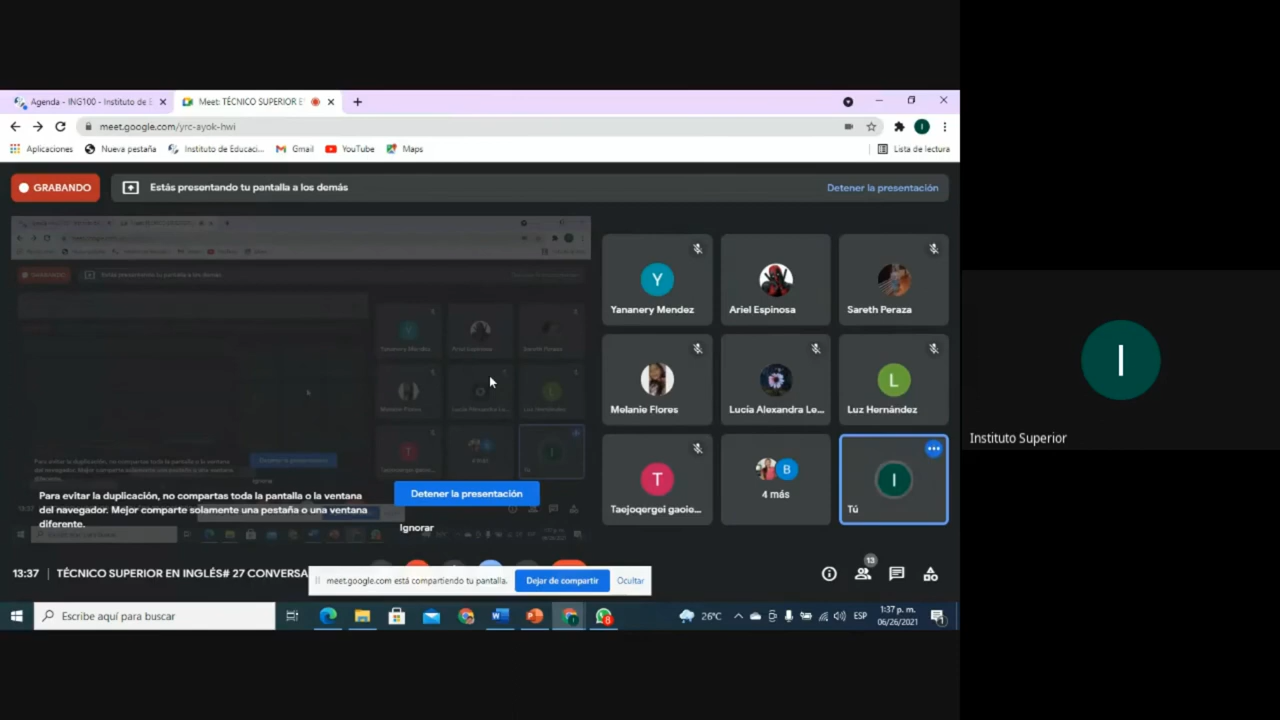 Agenda - ING100 - Instituto de E
Meet: TÉCNICO SUPERIOR E
meet.google.com/yrc-ayok-hwi
Aplicaciones
Nueva pestaña
Instituto de Educaci...
Gmail
YouTube
Maps
Lista de lectura
GRABANDO
Estás presentando tu pantalla a los demás
Detener la presentación
Y
Yananery Mendez
Ariel Espinosa
Sareth Peraza
Melanie Flores
Lucía Alexandra Le...
L
Luz Hernández
T
B
4 más
I
Tú
I
Instituto Superior
Para evitar la duplicación, no compartas toda la pantalla o la ventana
del navegador. Mejor comparte solamente una pestaña o una ventana
diferente.
Detener la presentación
Ignorar
13:37 | TÉCNICO SUPERIOR EN INGLÉS# 27 CONVERSA
meet.google.com está compartiendo tu pantalla.
Dejar de compartir
Ocultar
13
Escribe aquí para buscar
8
26°C
ESP
1:37 p. m.
06/26/2021